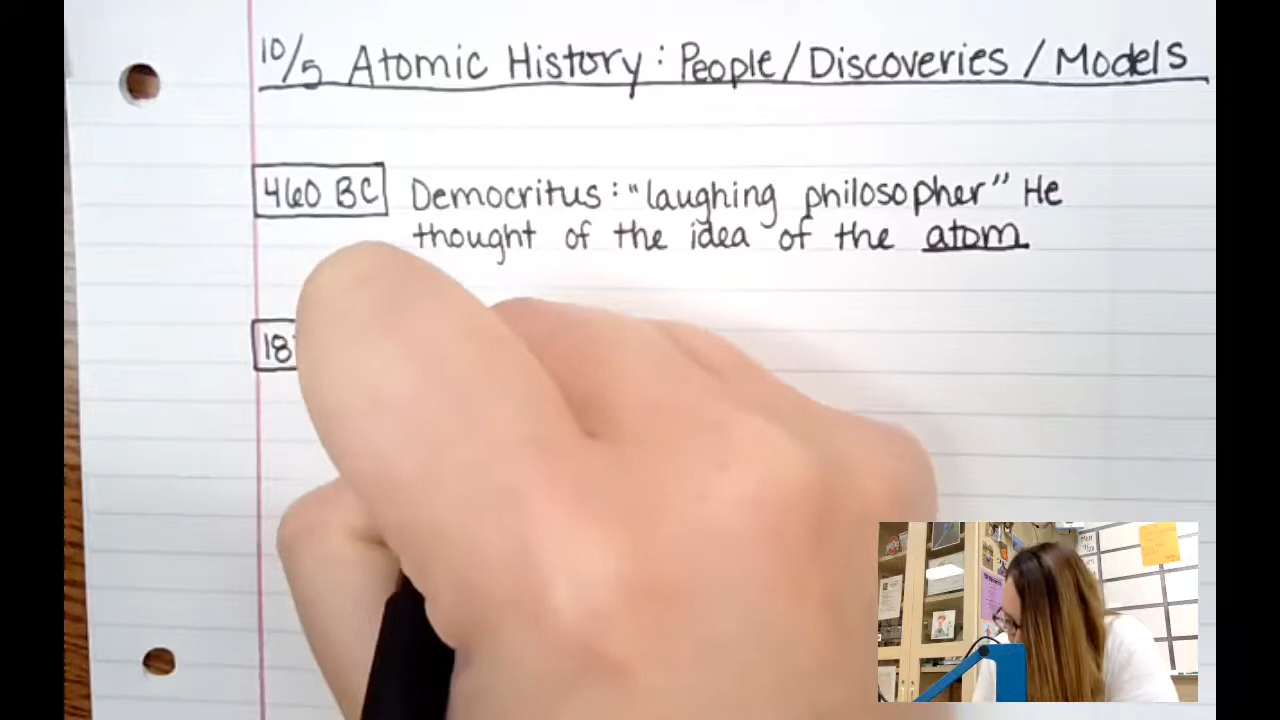 10/5 Atomic History: People/Discoveries/Models
460 BC Democritus: "laughing philosopher" He
thought of the idea of the atom
18